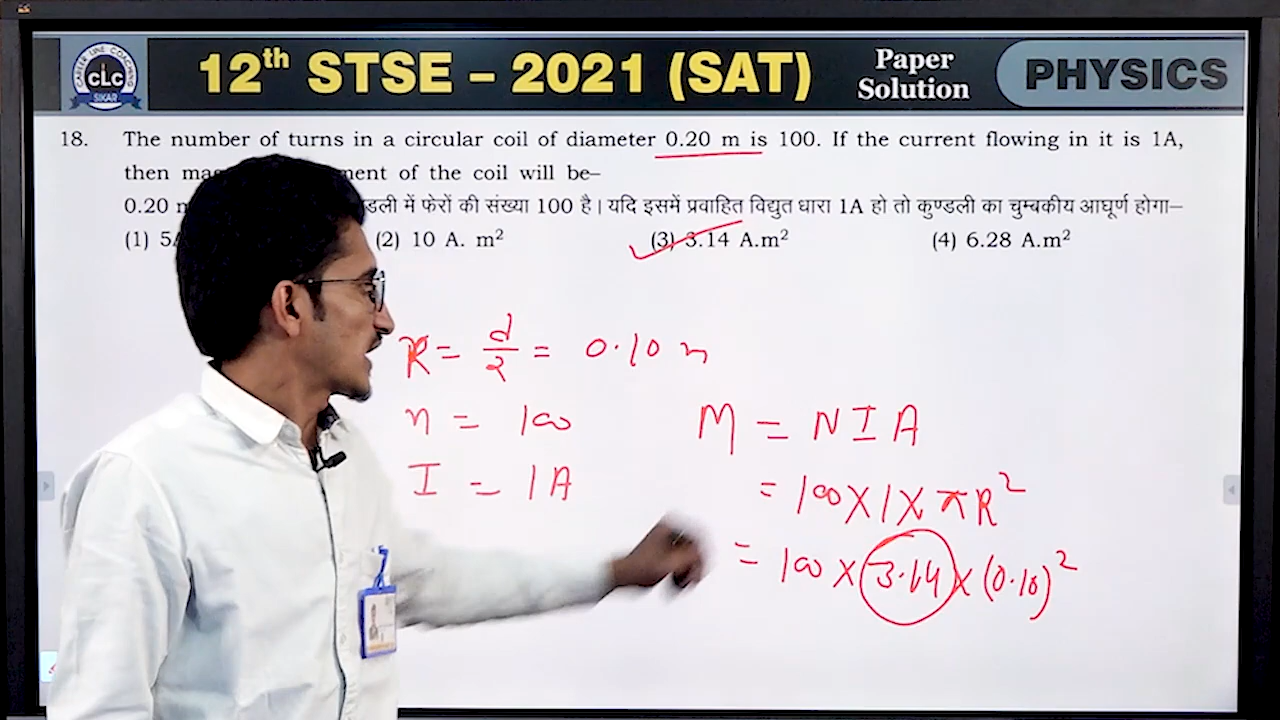 CAREER LINE COACHING
CLC
SIKAR
12th STSE – 2021 (SAT)
Paper
Solution
PHYSICS
18. The number of turns in a circular coil of diameter 0.20 m is 100. If the current flowing in it is 1A,
then ment of the coil will be–
0.20 में फेरों की संख्या 100 है। यदि इसमें प्रवाहित विद्युत धारा 1A हो तो कुण्डली का चुम्बकीय आघूर्ण होगा–
(1) 5 (2) 10 A. m² (3) 3.14 A.m² (4) 6.28 A.m²
R = d/2 = 0.10 m
n = 100
I = 1A
M = NIA
= 100 X 1 X πR²
= 100 X 3.14 X (0.10)²